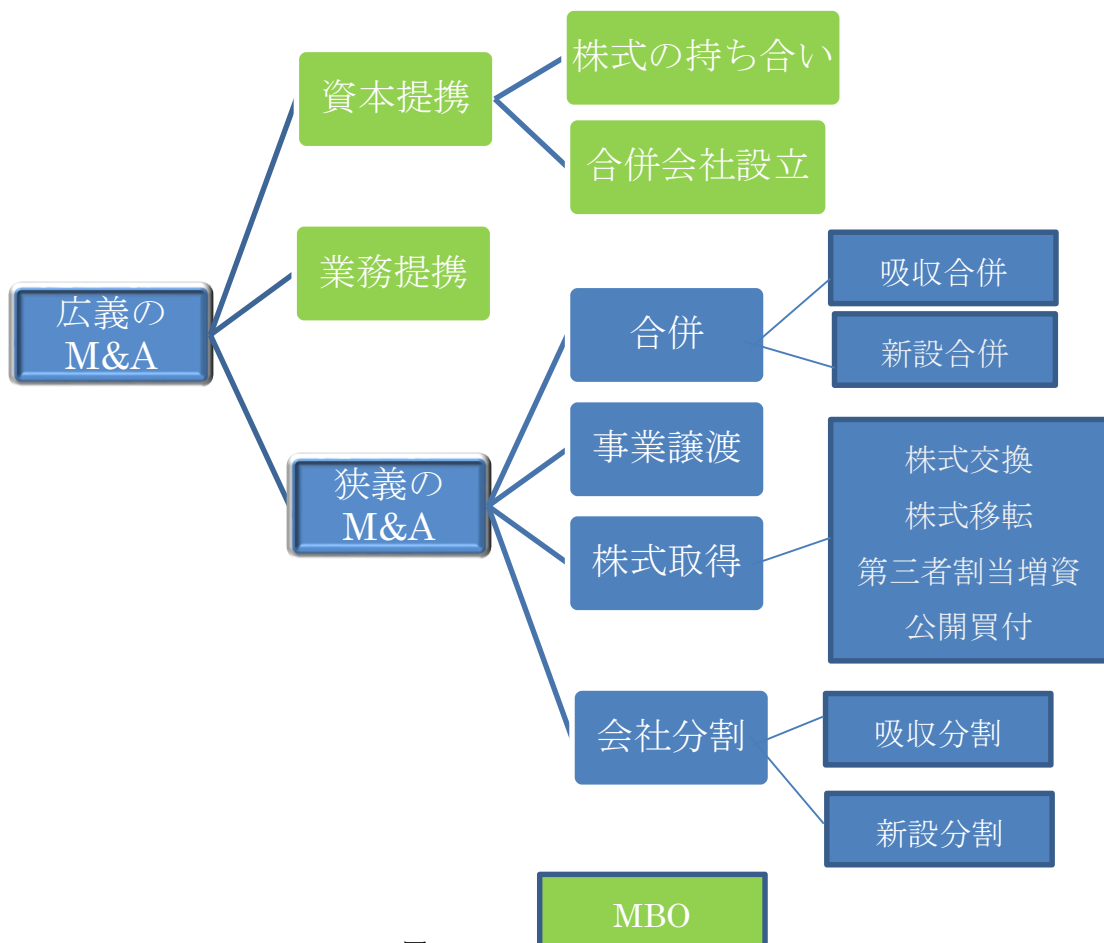 株式の持ち合い
資本提携
合併会社設立
業務提携
吸収合併
広義の
M&A
合併
新設合併
事業譲渡
狭義の
M&A
株式取得
株式交換
株式移転
第三者割当増資
公開買付
会社分割
吸収分割
新設分割
MBO